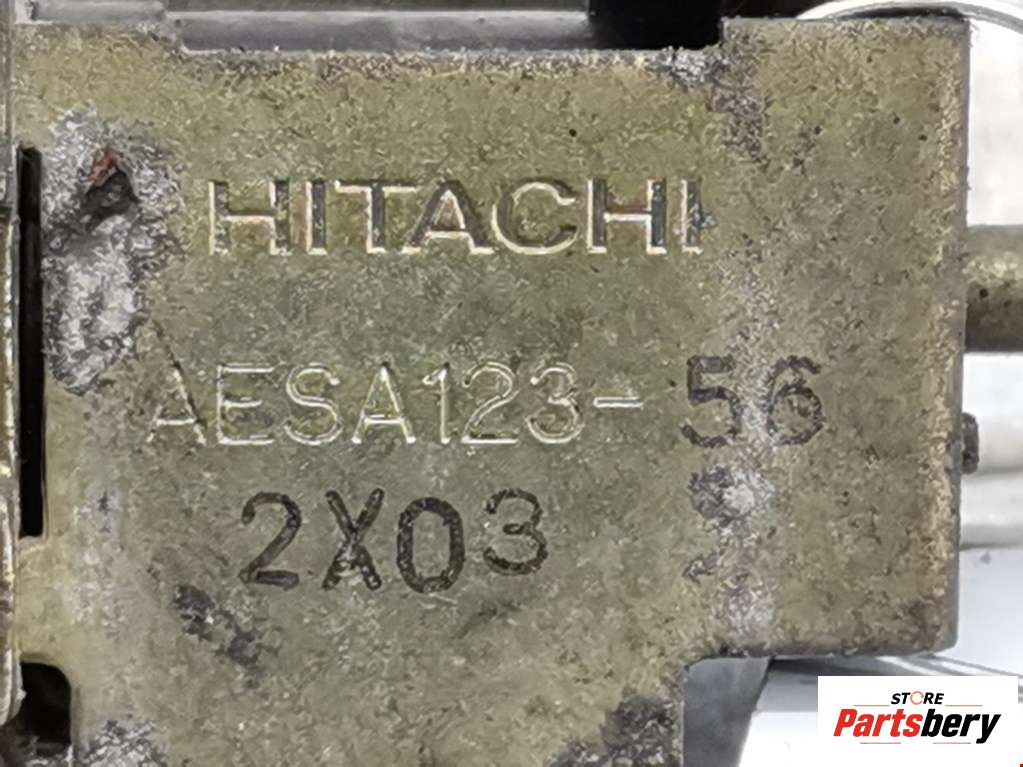 HITACHI
AESA123-56
2X03
STORE
Partsbery